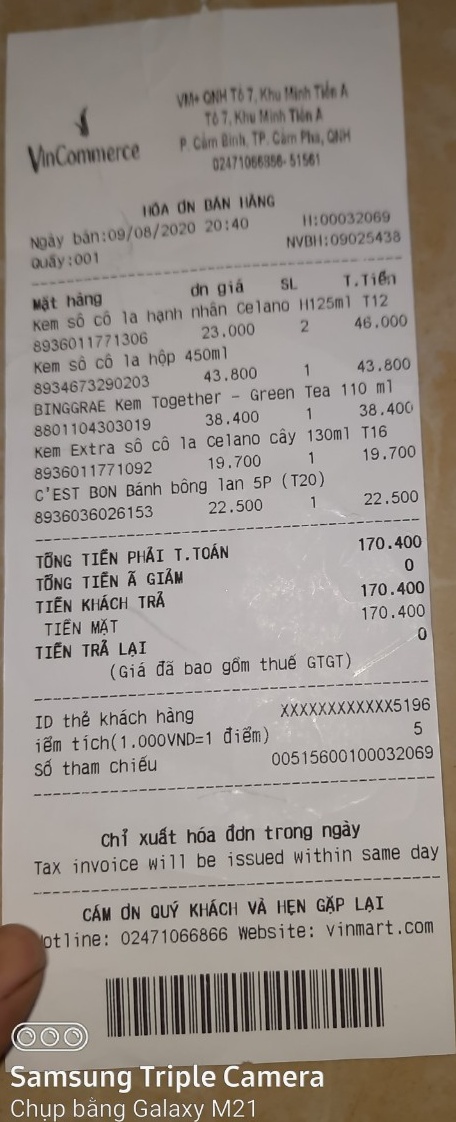 VinCommerce
VM+ QNH Tổ 7, Khu Minh Tiến A
Tổ 7, Khu Minh Tiến A
P. Cẩm Bình, TP. Cẩm Phả, QNH
02471066866-51561
HÓA ƠN BÁN HÀNG
Ngày bán:09/08/2020 20:40 H:00032069
Quầy:001 NVBH:09025438
Mặt hàng ơn giá SL T.Tiền
Kem sô cô la hạnh nhân Celano H125ml T12
8936011771306 23.000 2 46.000
Kem sô cô la hộp 450ml
8934673290203 43.800 1 43.800
BINGGRAE Kem Together - Green Tea 110 ml
8801104303019 38.400 1 38.400
Kem Extra sô cô la Celano cây 130ml T16
8936011771092 19.700 1 19.700
C'EST BON Bánh bông lan 5P (T20)
8936036026153 22.500 1 22.500
TỔNG TIỀN PHẢI T.TOÁN 170.400
TỔNG TIỀN Ã GIẢM 0
TIỀN KHÁCH TRẢ 170.400
TIỀN MẶT 170.400
TIỀN TRẢ LẠI 0
(Giá đã bao gồm thuế GTGT)
ID thẻ khách hàng XXXXXXXXXXXX5196
iểm tích(1.000VND=1 điểm) 5
Số tham chiếu 00515600100032069
Chỉ xuất hóa đơn trong ngày
Tax invoice will be issued within same day
CẢM ƠN QUÝ KHÁCH VÀ HẸN GẶP LẠI
otline: 02471066866 Website: vinmart.com
Samsung Triple Camera
Chụp bằng Galaxy M21